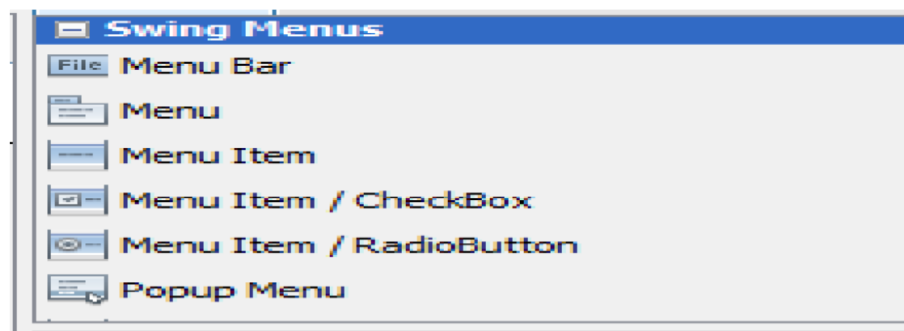 Swing Menus
File Menu Bar
Menu
Menu Item
Menu Item / CheckBox
Menu Item / RadioButton
Popup Menu